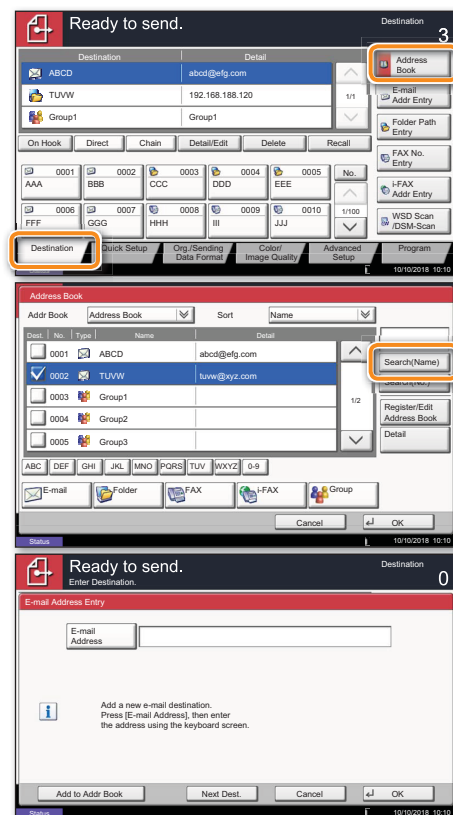 Ready to send.
Destination
3
Destination Detail
ABCD abcd@efg.com
TUVW 192.168.188.120
Group1 Group1
1/1
Address
Book
E-mail
Addr Entry
Folder Path
Entry
FAX No.
Entry
i-FAX
Addr Entry
WSD Scan
/DSM-Scan
On Hook Direct Chain Detail/Edit Delete Recall
0001 0002 0003 0004 0005 No.
AAA BBB CCC DDD EEE
0006 0007 0008 0009 0010 1/100
FFF GGG HHH III JJJ
Destination Quick Setup Org./Sending
Data Format Color/
Image Quality Advanced
Setup Program
Status 10/10/2018 10:10
Address Book
Addr Book Address Book Sort Name
Dest. No. Type Name Detail
0001 ABCD abcd@efg.com
0002 TUVW tuvw@xyz.com
0003 Group1
0004 Group2
0005 Group3
1/2
Search(Name)
Search(No.)
Register/Edit
Address Book
Detail
ABC DEF GHI JKL MNO PQRS TUV WXYZ 0-9
E-mail Folder FAX i-FAX Group
Cancel OK
Status 10/10/2018 10:10
Ready to send.
Enter Destination.
Destination
0
E-mail Address Entry
E-mail
Address
Add a new e-mail destination.
Press [E-mail Address], then enter
the address using the keyboard screen.
Add to Addr Book Next Dest. Cancel OK
Status 10/10/2018 10:10